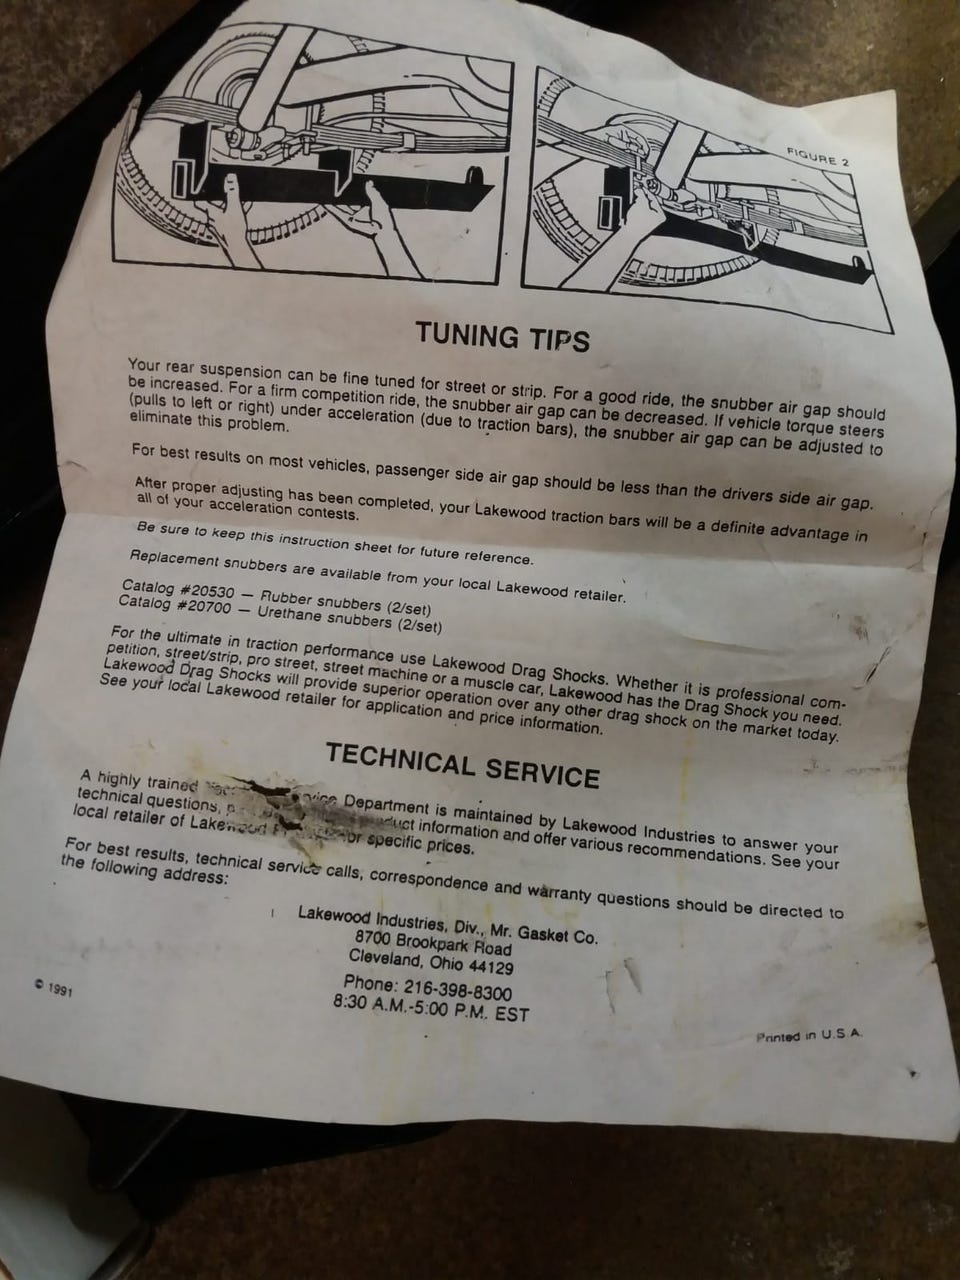 FIGURE 2
TUNING TIPS
Your rear suspension can be fine tuned for street or strip. For a good ride, the snubber air gap should
be increased. For a firm competition ride, the snubber air gap can be decreased. If vehicle torque steers
(pulls to left or right) under acceleration (due to traction bars), the snubber air gap can be adjusted to
eliminate this problem.
For best results on most vehicles, passenger side air gap should be less than the drivers side air gap.
After proper adjusting has been completed, your Lakewood traction bars will be a definite advantage in
all of your acceleration contests.
Be sure to keep this instruction sheet for future reference.
Replacement snubbers are available from your local Lakewood retailer.
Catalog #20530 — Rubber snubbers (2/set)
Catalog #20700 — Urethane snubbers (2/set)
For the ultimate in traction performance use Lakewood Drag Shocks. Whether it is professional com-
petition, street/strip, pro street, street machine or a muscle car, Lakewood has the Drag Shock you need.
Lakewood Drag Shocks will provide superior operation over any other drag shock on the market today.
See your local Lakewood retailer for application and price information.
TECHNICAL SERVICE
A highly trained Department is maintained by Lakewood Industries to answer your
technical questions, information and offer various recommendations. See your
local retailer of Lakewood for specific prices.
For best results, technical service calls, correspondence and warranty questions should be directed to
the following address:
Lakewood Industries, Div., Mr. Gasket Co.
8700 Brookpark Road
Cleveland, Ohio 44129
Phone: 216-398-8300
8:30 A.M.-5:00 P.M. EST
© 1991
Printed in U.S.A.